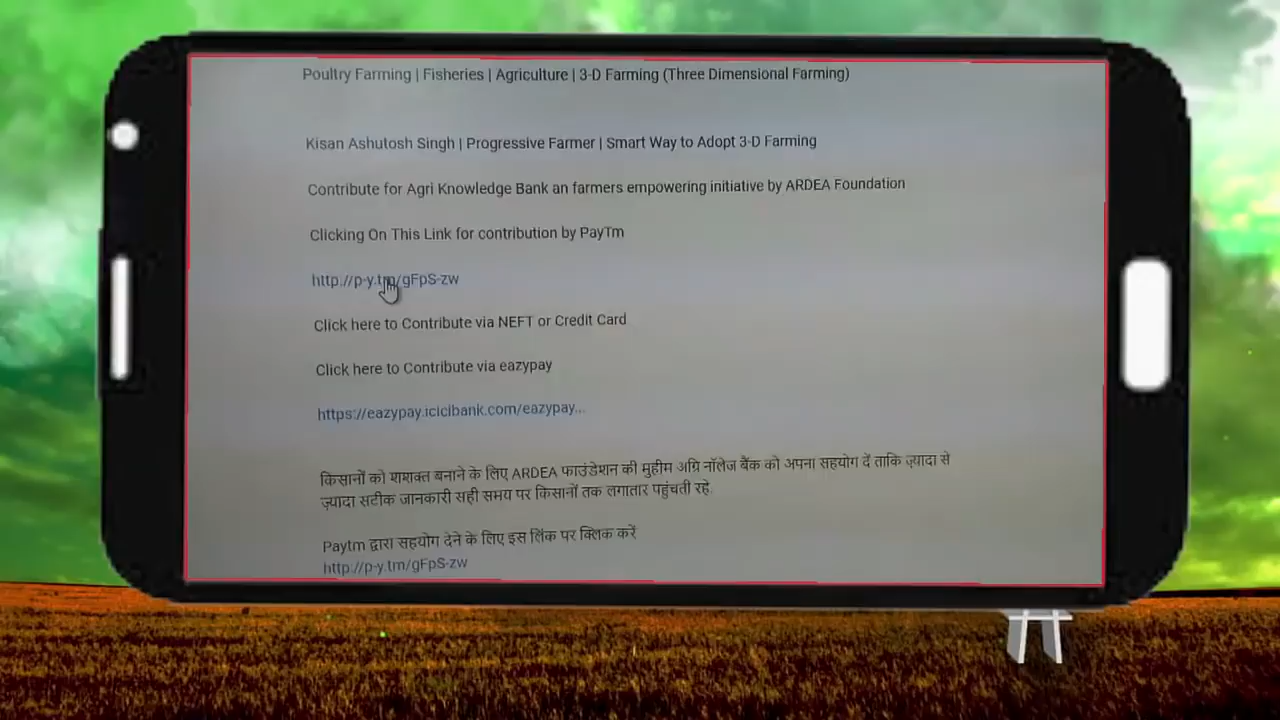 Poultry Farming | Fisheries | Agriculture | 3-D Farming (Three Dimensional Farming)
Kisan Ashutosh Singh | Progressive Farmer | Smart Way to Adopt 3-D Farming
Contribute for Agri Knowledge Bank an farmers empowering initiative by ARDEA Foundation
Clicking On This Link for contribution by PayTm
http://p-y.tm/gFpS-zw
Click here to Contribute via NEFT or Credit Card
Click here to Contribute via eazypay
https://eazypay.icicibank.com/eazypay...
किसानों को शाशक्त बनाने के लिए ARDEA फाउंडेशन की मुहीम अग्रि नॉलेज बैंक को अपना सहयोग दें ताकि ज़्यादा से
ज़्यादा सटीक जानकारी सही समय पर किसानों तक लगातार पहुंचती रहे.
Paytm द्वारा सहयोग देने के लिए इस लिंक पर क्लिक करें
http://p-y.tm/gFpS-zw